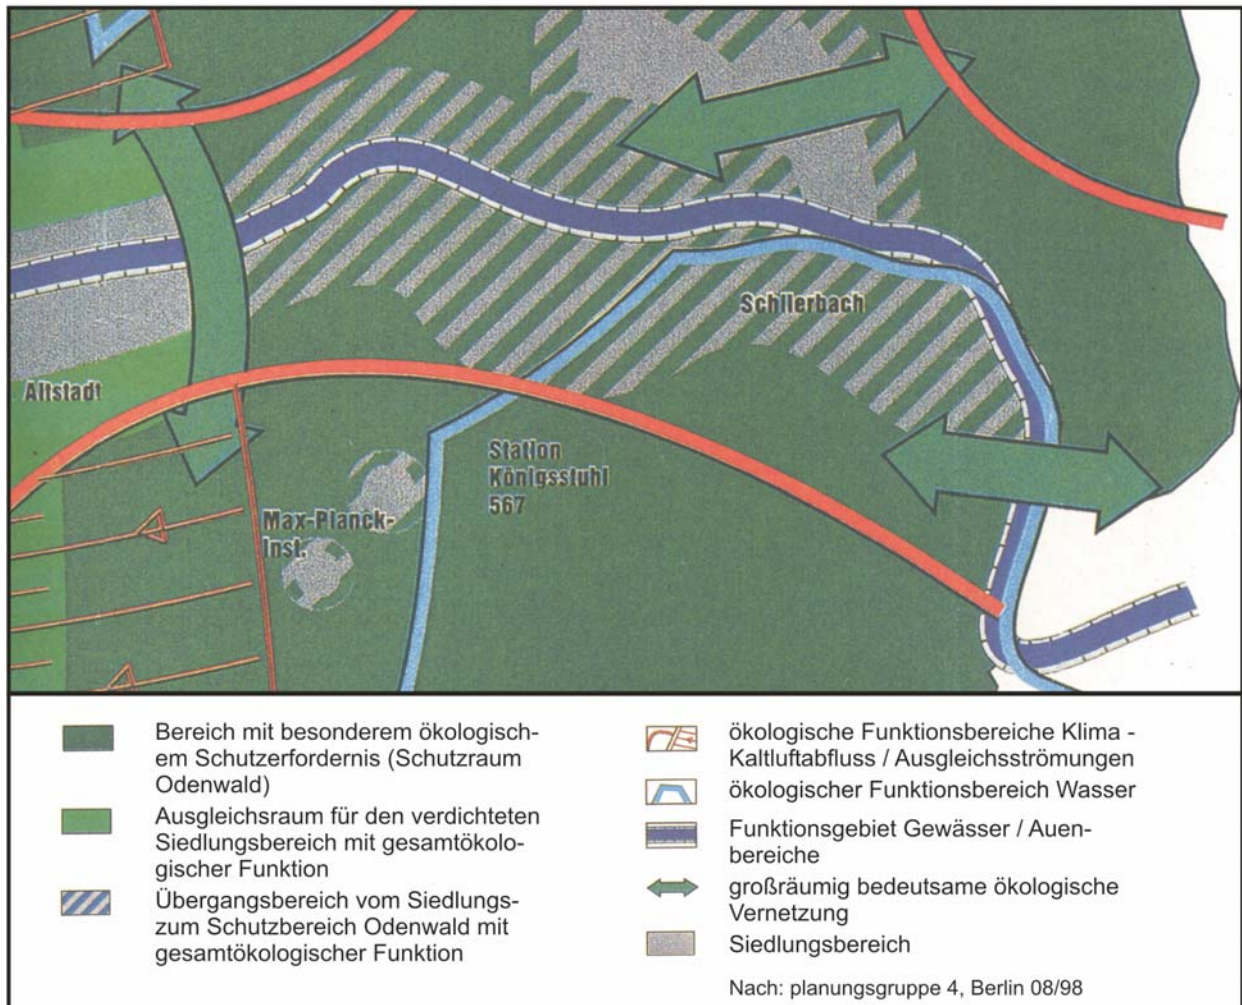 Schlierbach
Altstadt
Station
Königsstuhl
567
Max-Planck-
Inst.
Bereich mit besonderem ökologisch-
em Schutzerfordernis (Schutzraum
Odenwald)
Ausgleichsraum für den verdichteten
Siedlungsbereich mit gesamtökolo-
gischer Funktion
Übergangsbereich vom Siedlungs-
zum Schutzbereich Odenwald mit
gesamtökologischer Funktion
ökologische Funktionsbereiche Klima -
Kaltluftabfluss / Ausgleichsströmungen
ökologischer Funktionsbereich Wasser
Funktionsgebiet Gewässer / Auen-
bereiche
großräumig bedeutsame ökologische
Vernetzung
Siedlungsbereich
Nach: planungsgruppe 4, Berlin 08/98